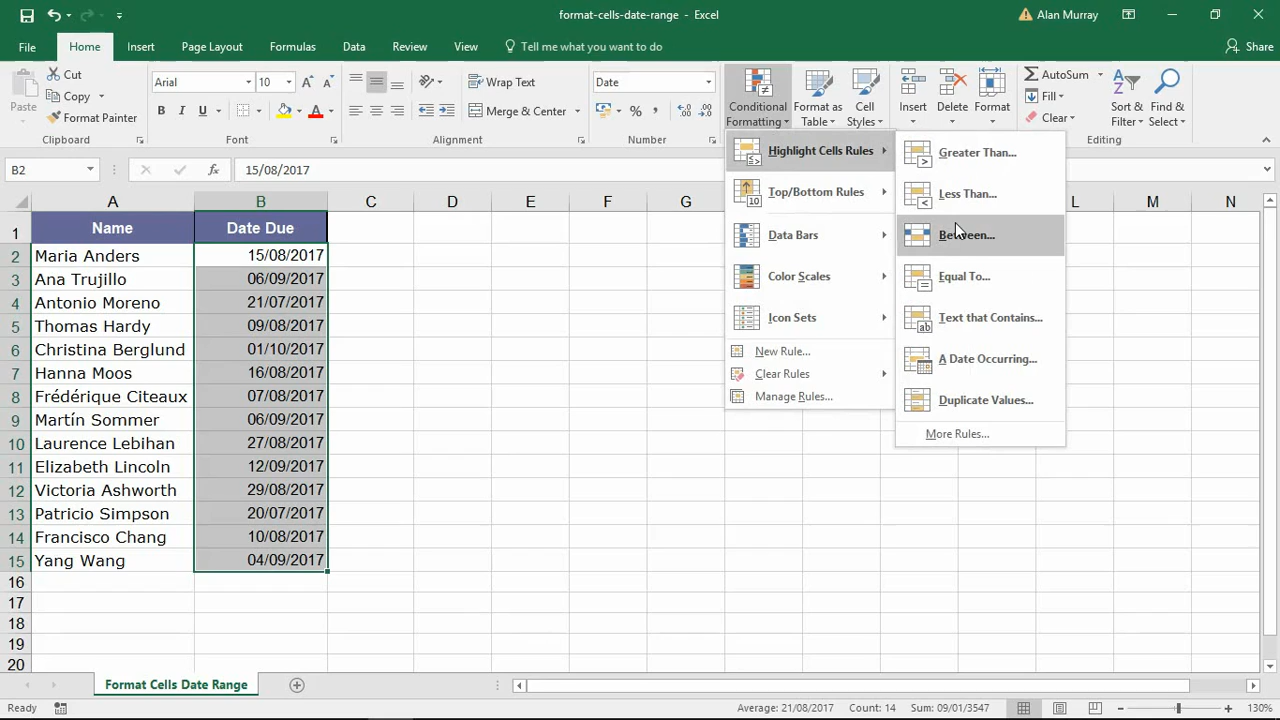 format-cells-date-range - Excel
Alan Murray
File Home Insert Page Layout Formulas Data Review View Tell me what you want to do Share
Paste
Cut
Copy
Format Painter
Clipboard
Arial 10
B I U
Font
Wrap Text
Merge & Center
Alignment
Date
Number
Conditional Formatting
Format as Table
Cell Styles
Insert Delete Format
AutoSum
Fill
Clear
Sort & Filter
Find & Select
Editing
Highlight Cells Rules
Top/Bottom Rules
Data Bars
Color Scales
Icon Sets
New Rule...
Clear Rules
Manage Rules...
Greater Than...
Less Than...
Between...
Equal To...
Text that Contains...
A Date Occurring...
Duplicate Values...
More Rules...
B2 15/08/2017
A B C D E F G L M N
1 Name Date Due
2 Maria Anders 15/08/2017
3 Ana Trujillo 06/09/2017
4 Antonio Moreno 21/07/2017
5 Thomas Hardy 09/08/2017
6 Christina Berglund 01/10/2017
7 Hanna Moos 16/08/2017
8 Frédérique Citeaux 07/08/2017
9 Martín Sommer 06/09/2017
10 Laurence Lebihan 27/08/2017
11 Elizabeth Lincoln 12/09/2017
12 Victoria Ashworth 29/08/2017
13 Patricio Simpson 20/07/2017
14 Francisco Chang 10/08/2017
15 Yang Wang 04/09/2017
16
17
18
19
20
Format Cells Date Range
Ready Average: 21/08/2017 Count: 14 Sum: 09/01/3547 130%